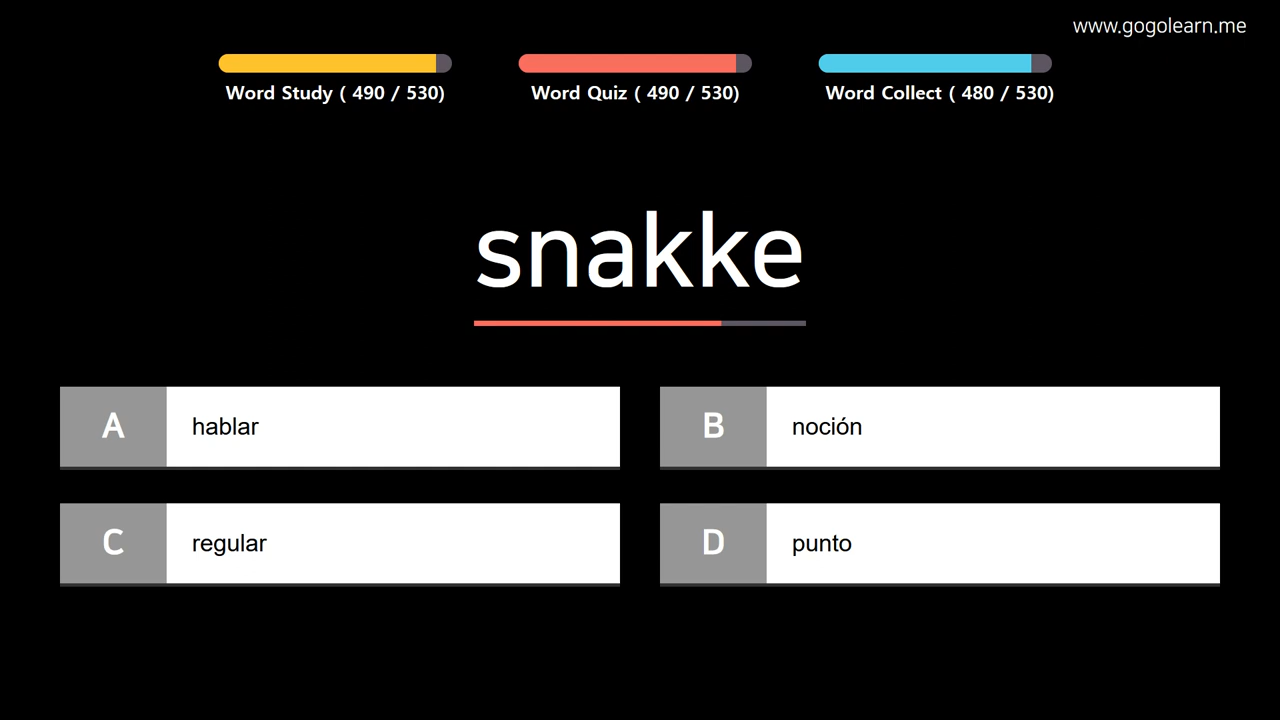 www.gogolearn.me
Word Study ( 490 / 530)
Word Quiz ( 490 / 530)
Word Collect ( 480 / 530)
snakke
A hablar
B noción
C regular
D punto